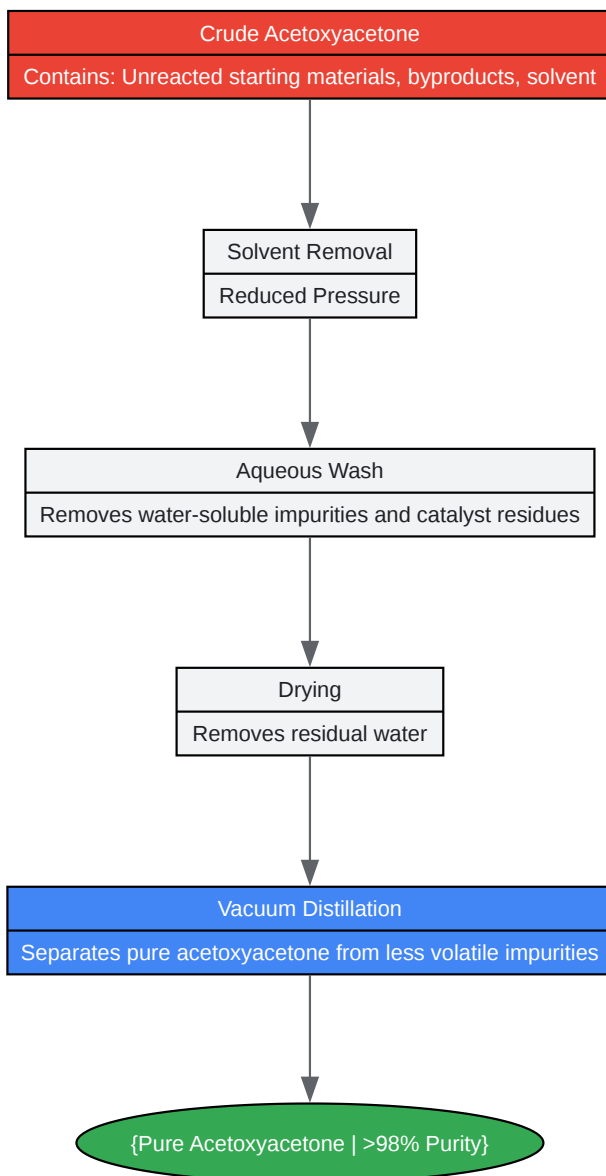 Crude Acetoxyacetone
Contains: Unreacted starting materials, byproducts, solvent
Solvent Removal
Reduced Pressure
Aqueous Wash
Removes water-soluble impurities and catalyst residues
Drying
Removes residual water
Vacuum Distillation
Separates pure acetoxyacetone from less volatile impurities
{Pure Acetoxyacetone | >98% Purity}